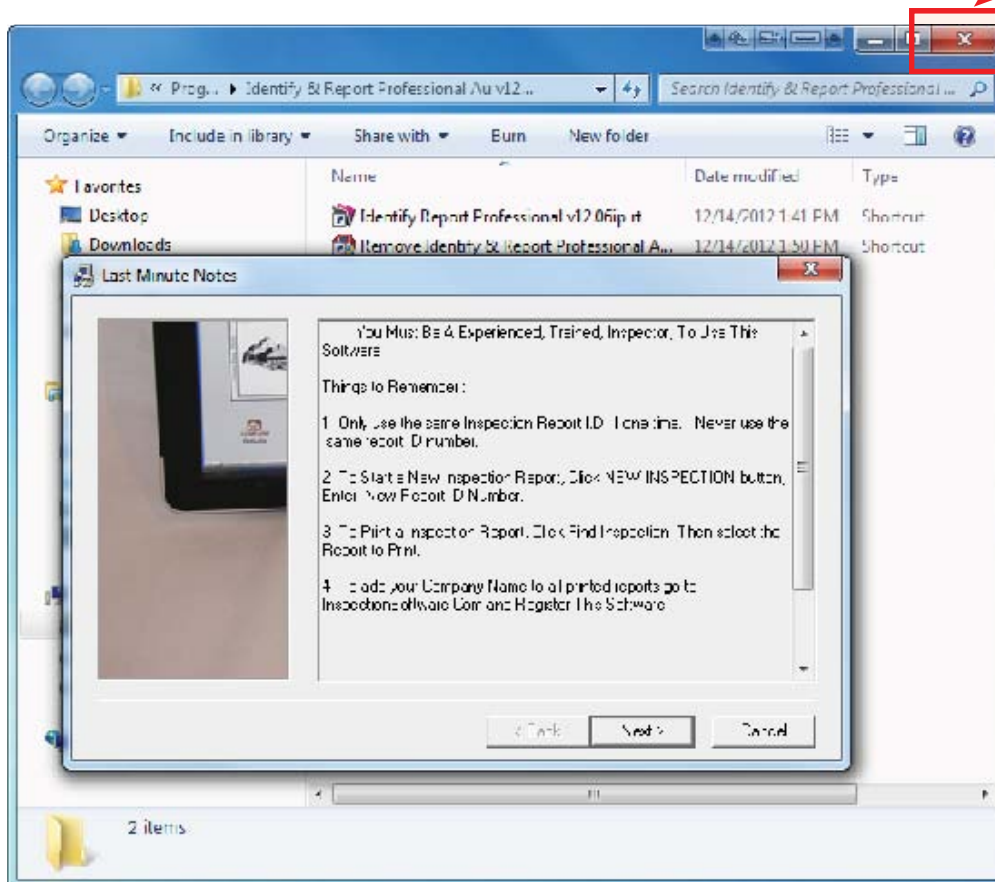 « Prog... ▸ Identify & Report Professional Au v12...
Search Identify & Report Professional ...
Organize Include in library Share with Burn New folder
Name Date modified Type
Favorites
Desktop
Identify Report Professional v12 12/14/2012 1:41 PM Shortcut
Downloads
Remove Identify & Report Professional A... 12/14/2012 1:50 PM Shortcut
Last Minute Notes
You Must Be A Experienced, Trained, Inspector, To Use This
Software
Things to Remember:
1 Only use the same Inspection Report I.D one time. Never use the
same report ID number.
2 To Start a New Inspection Report, Click NEW INSPECTION button,
Enter New Report ID Number.
3 To Print a Inspection Report, Click Find Inspection Then select the
Report to Print.
4 To add your Company Name to all printed reports go to
InspectionSoftware Com and Register This Software
< Back Next > Cancel
2 items